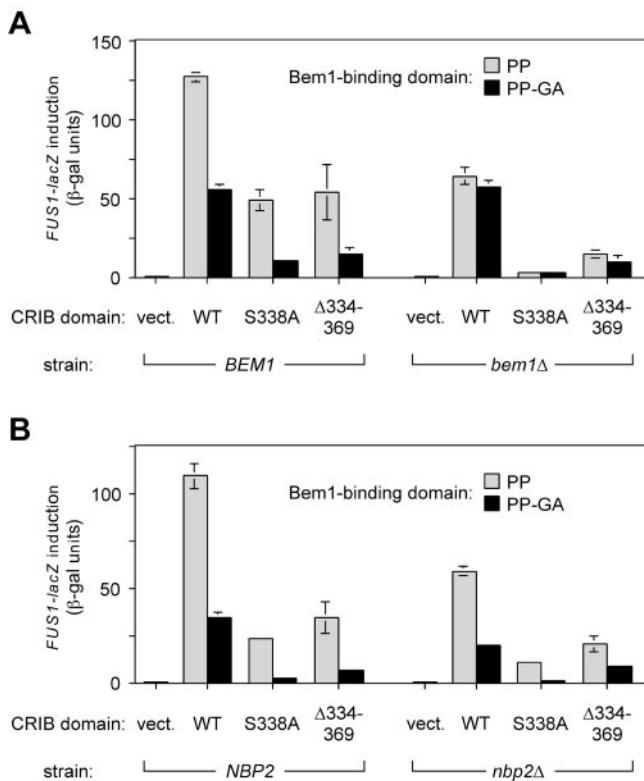 A
150
100
50
0
FUS1-lacZ induction
(β-gal units)
Bem1-binding domain:
PP
PP-GA
CRIB domain: vect. WT S338A Δ334-369 vect. WT S338A Δ334-369
strain: BEM1 bem1Δ
B
100
50
0
FUS1-lacZ induction
(β-gal units)
Bem1-binding domain:
PP
PP-GA
CRIB domain: vect. WT S338A Δ334-369 vect. WT S338A Δ334-369
strain: NBP2 nbp2Δ